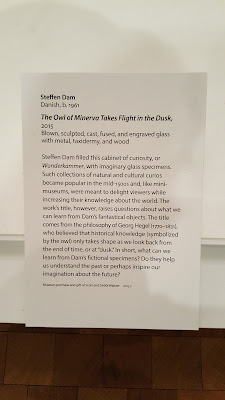 Steffen Dam
Danish, b. 1961
The Owl of Minerva Takes Flight in the Dusk,
2015
Blown, sculpted, cast, fused, and engraved glass
with metal, taxidermy, and wood
Steffen Dam filled this cabinet of curiosity, or
Wunderkammer, with imaginary glass specimens.
Such collections of natural and cultural curios
became popular in the mid-1500s and, like mini-
museums, were meant to delight viewers while
increasing their knowledge about the world. The
work's title, however, raises questions about what we
can learn from Dam's fantastical objects. The title
comes from the philosophy of Georg Hegel (1770–1831),
who believed that historical knowledge (symbolized
by the owl) only takes shape as we look back from
the end of time, or at "dusk." In short, what can we
learn from Dam's fictional specimens? Do they help
us understand the past or perhaps inspire our
imagination about the future?
Museum purchase and gift of